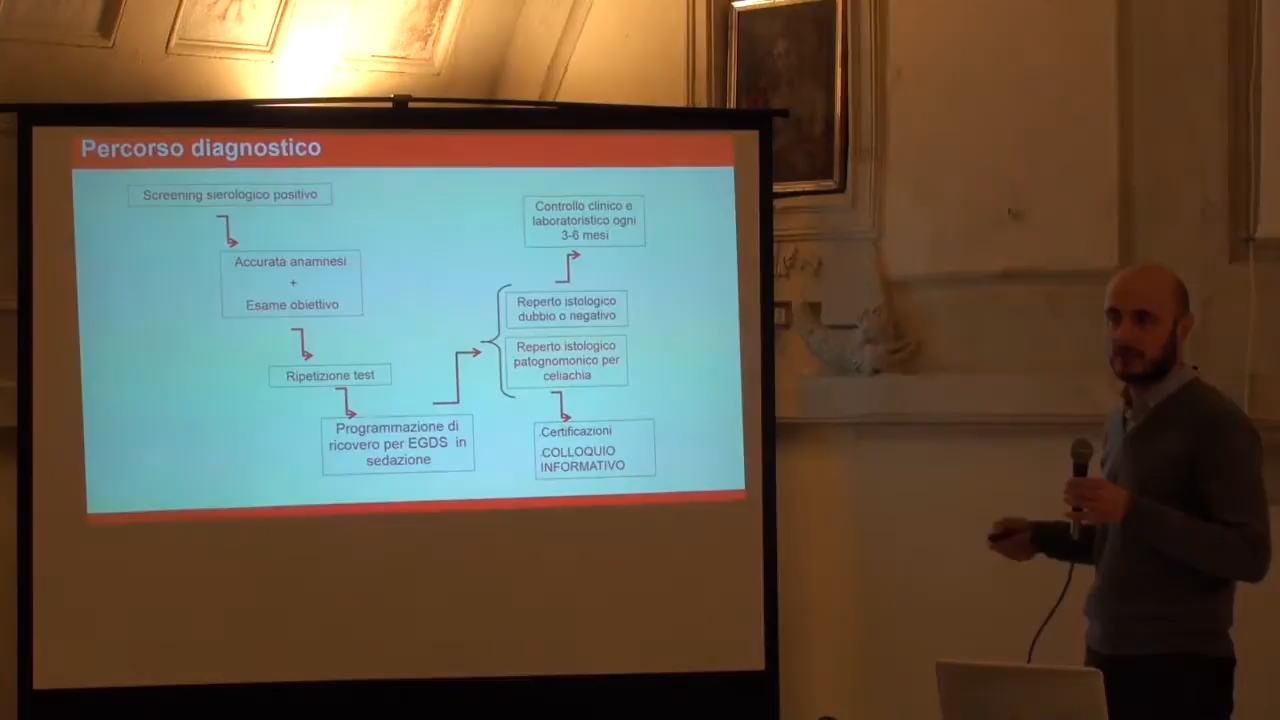 Percorso diagnostico
Screening sierologico positivo
Accurata anamnesi
+
Esame obiettivo
Ripetizione test
Programmazione di
ricovero per EGDS in
sedazione
Controllo clinico e
laboratoristico ogni
3-6 mesi
Reperto istologico
dubbio o negativo
Reperto istologico
patognomonico per
celiachia
.Certificazioni
.COLLOQUIO
INFORMATIVO